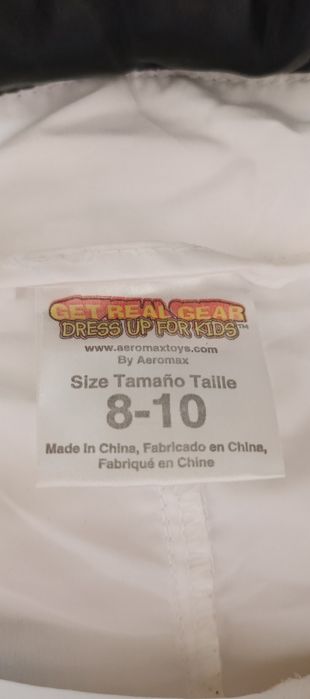 GET REAL GEAR
DRESS UP FOR KIDS™
www.aeromaxtoys.com
By Aeromax
Size Tamaño Taille
8-10
Made In China, Fabricado en China,
Fabriqué en Chine